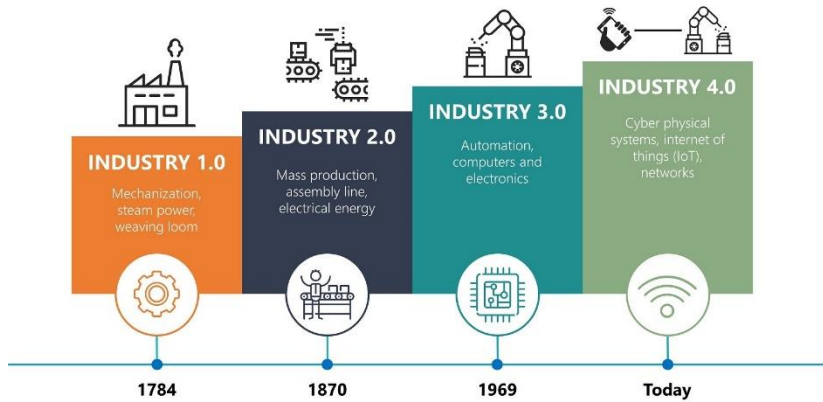 INDUSTRY 1.0
Mechanization,
steam power,
weaving loom
INDUSTRY 2.0
Mass production,
assembly line,
electrical energy
INDUSTRY 3.0
Automation,
computers and
electronics
INDUSTRY 4.0
Cyber physical
systems, internet of
things (IoT),
networks
1784
1870
1969
Today